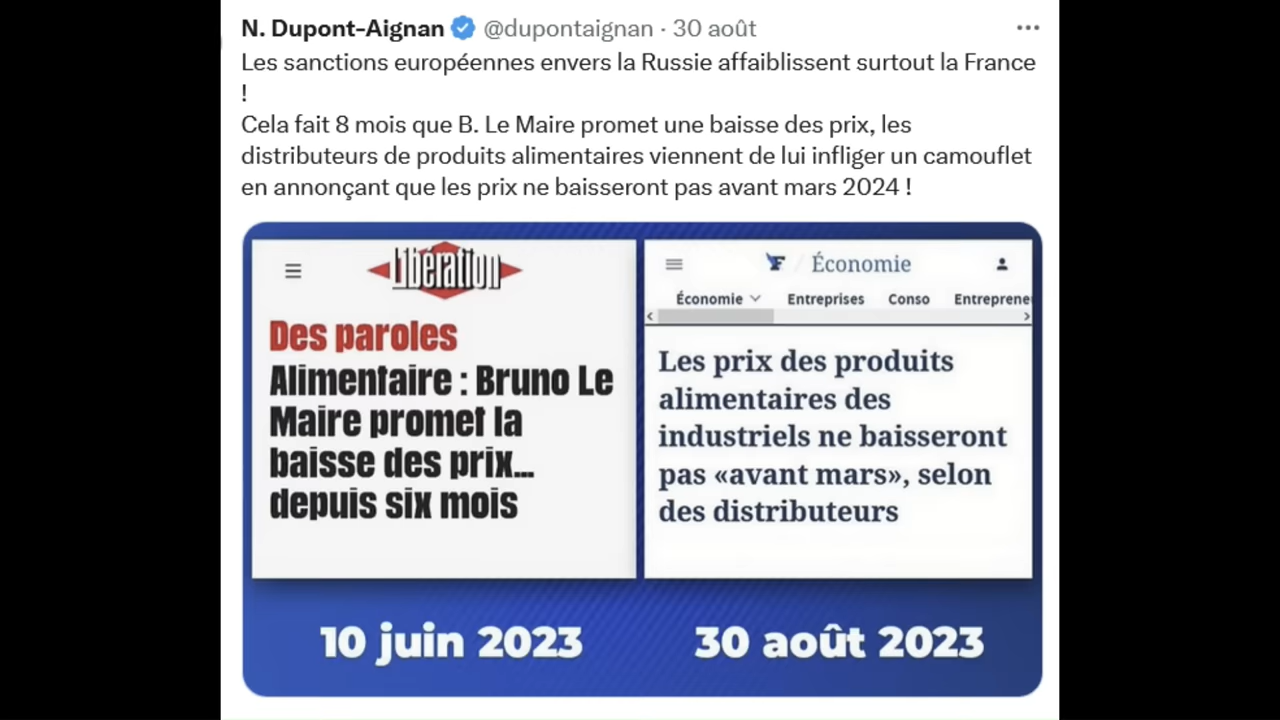 N. Dupont-Aignan @dupontaignan · 30 août
Les sanctions européennes envers la Russie affaiblissent surtout la France
!
Cela fait 8 mois que B. Le Maire promet une baisse des prix, les
distributeurs de produits alimentaires viennent de lui infliger un camouflet
en annonçant que les prix ne baisseront pas avant mars 2024 !
Libération
Des paroles
Alimentaire : Bruno Le
Maire promet la
baisse des prix...
depuis six mois
10 juin 2023
F / Économie
Économie Entreprises Conso Entreprene
Les prix des produits
alimentaires des
industriels ne baisseront
pas «avant mars», selon
des distributeurs
30 août 2023